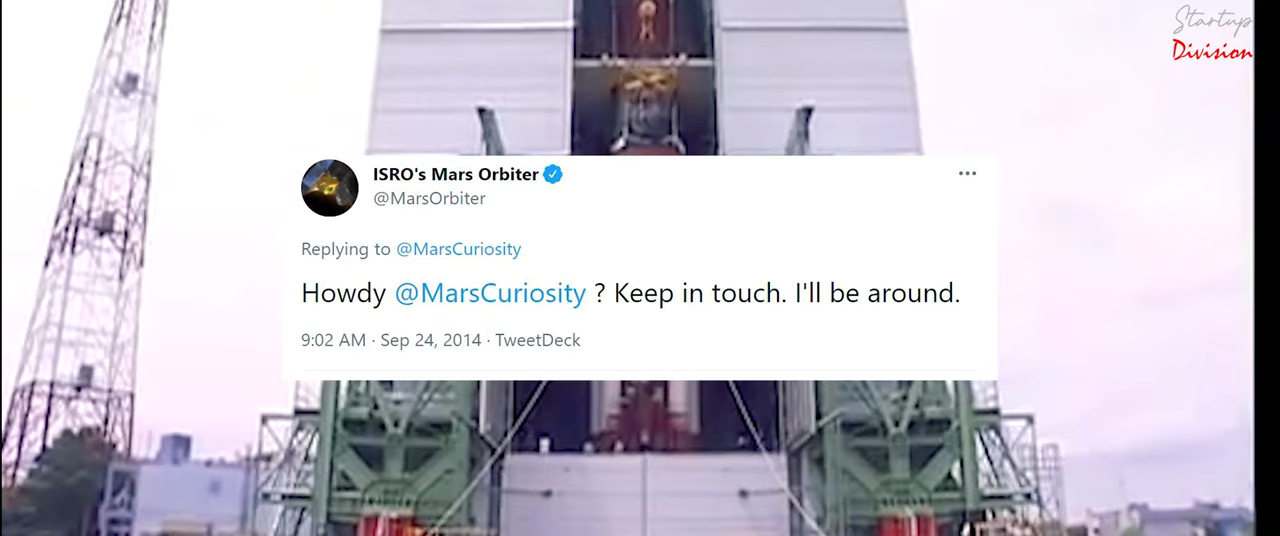 Startup
Division
ISRO's Mars Orbiter
@MarsOrbiter
Replying to @MarsCuriosity
Howdy @MarsCuriosity ? Keep in touch. I'll be around.
9:02 AM · Sep 24, 2014 · TweetDeck